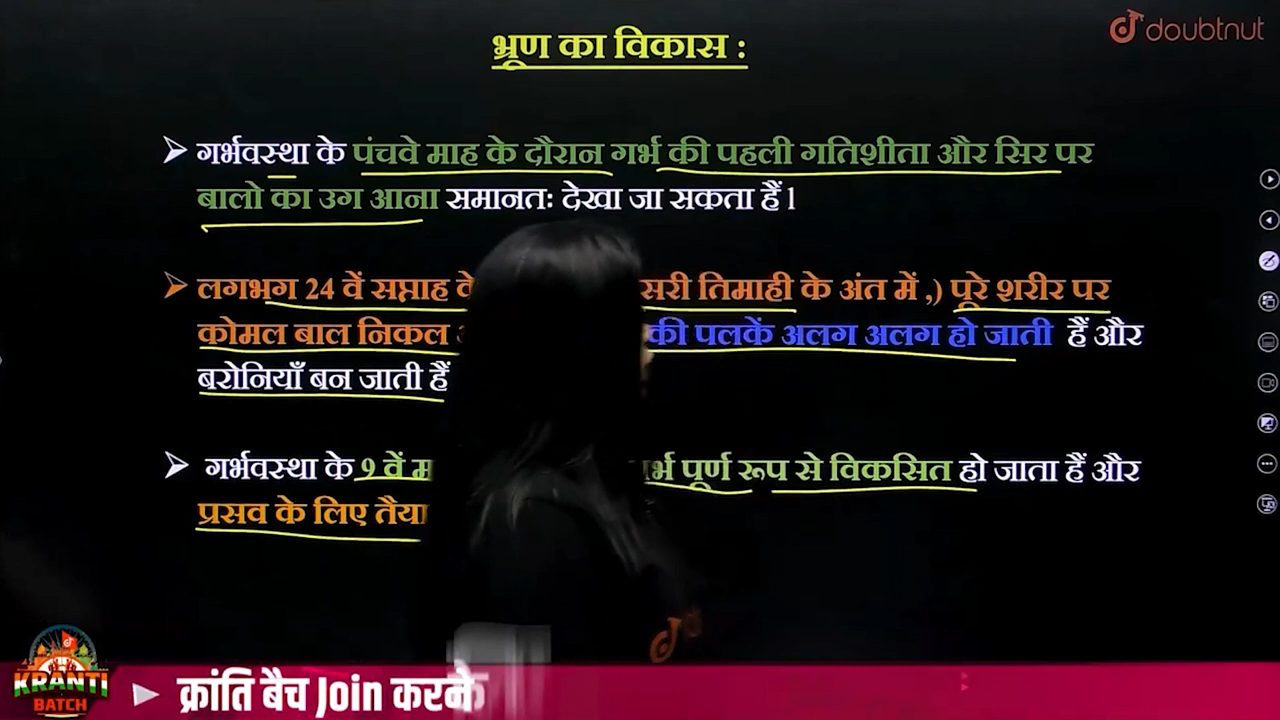 भ्रूण का विकास :
doubtnut
➢ गर्भवस्था के पंचवे माह के दौरान गर्भ की पहली गतिशीता और सिर पर
बालो का उग आना समानतः देखा जा सकता हैं l
➢ लगभग 24 वें सप्ताह के सरी तिमाही के अंत में ,) पूरे शरीर पर
कोमल बाल निकल की पलकें अलग अलग हो जाती हैं और
बरोनियाँ बन जाती हैं
➢ गर्भवस्था के 9 वें पूर्ण रूप से विकसित हो जाता हैं और
प्रसव के लिए
KRANTI
BATCH
क्रांति बैच Join करने